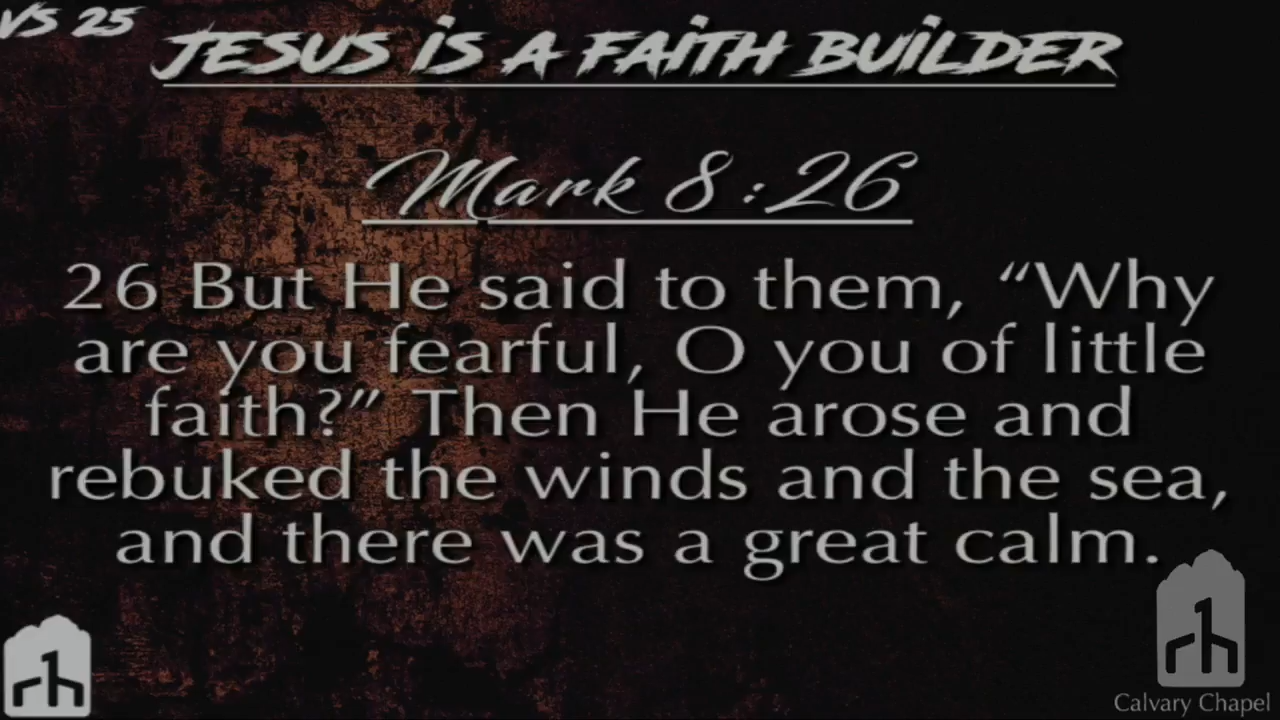 VS 25
JESUS IS A FAITH BUILDER
Mark 8:26
26 But He said to them, “Why
are you fearful, O you of little
faith?” Then He arose and
rebuked the winds and the sea,
and there was a great calm.
Calvary Chapel